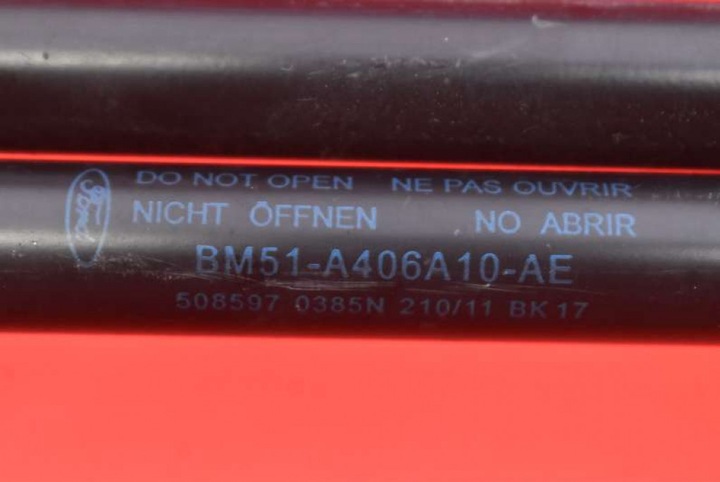 Ford
DO NOT OPEN NE PAS OUVRIR
NICHT ÖFFNEN NO ABRIR
BM51-A406A10-AE
508597 0385N 210/11 BK 17